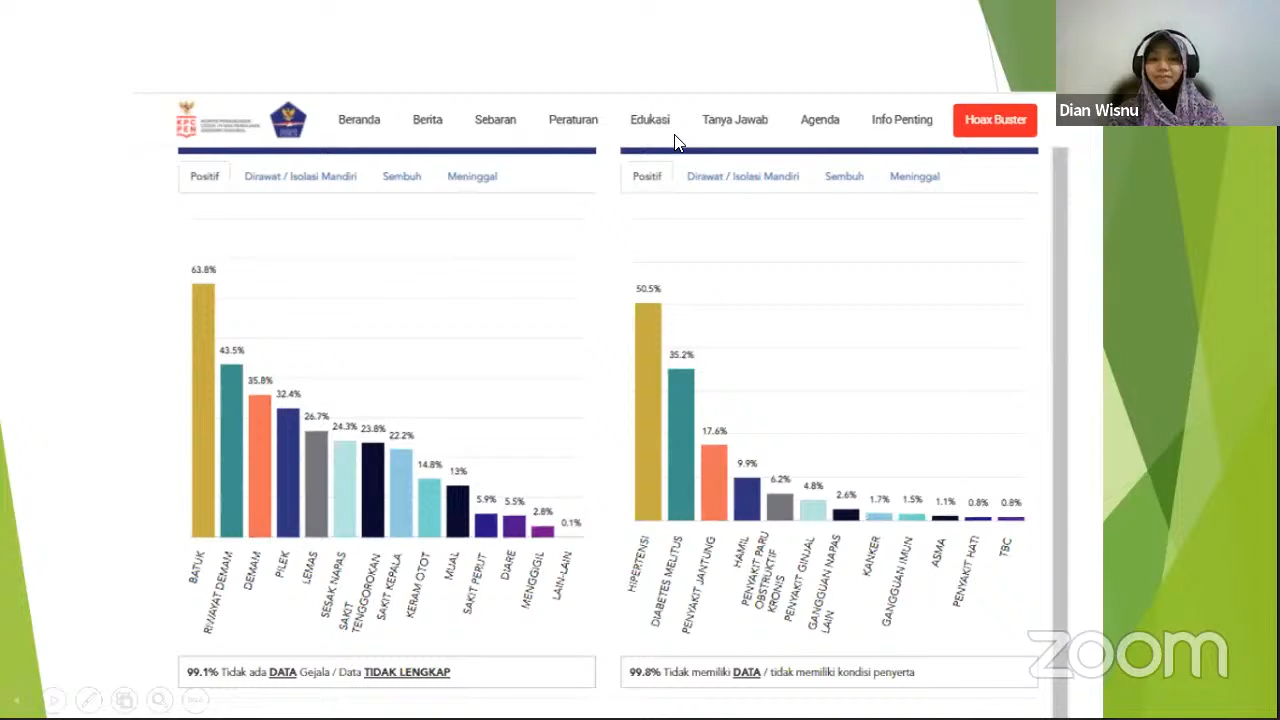 Dian Wisnu
KPC
PEN
Beranda
Berita
Sebaran
Peraturan
Edukasi
Tanya Jawab
Agenda
Info Penting
Hoax Buster
Positif
Dirawat / Isolasi Mandiri
Sembuh
Meninggal
Positif
Dirawat / Isolasi Mandiri
Sembuh
Meninggal
63.8%
43.5%
35.8%
32.4%
26.7%
24.3%
23.8%
22.2%
14.8%
13%
5.9%
5.5%
2.8%
0.1%
BATUK
RIWAYAT DEMAM
DEMAM
PILEK
LEMAS
SESAK NAPAS
SAKIT
TENGGOROKAN
SAKIT KEPALA
KERAM OTOT
MUAL
SAKIT PERUT
DIARE
MENGGIGIL
LAIN-LAIN
99.1% Tidak ada DATA Gejala / Data TIDAK LENGKAP
50.5%
35.2%
17.6%
9.9%
6.2%
4.8%
2.6%
1.7%
1.5%
1.1%
0.8%
0.8%
HIPERTENSI
DIABETES MELITUS
PENYAKIT JANTUNG
HAMIL
PENYAKIT PARU
OBSTRUKTIF
KRONIS
PENYAKIT GINJAL
GANGGUAN NAPAS
LAIN
KANKER
GANGGUAN IMUN
ASMA
PENYAKIT HATI
TBC
99.8% Tidak memiliki DATA / tidak memiliki kondisi penyerta
zoom